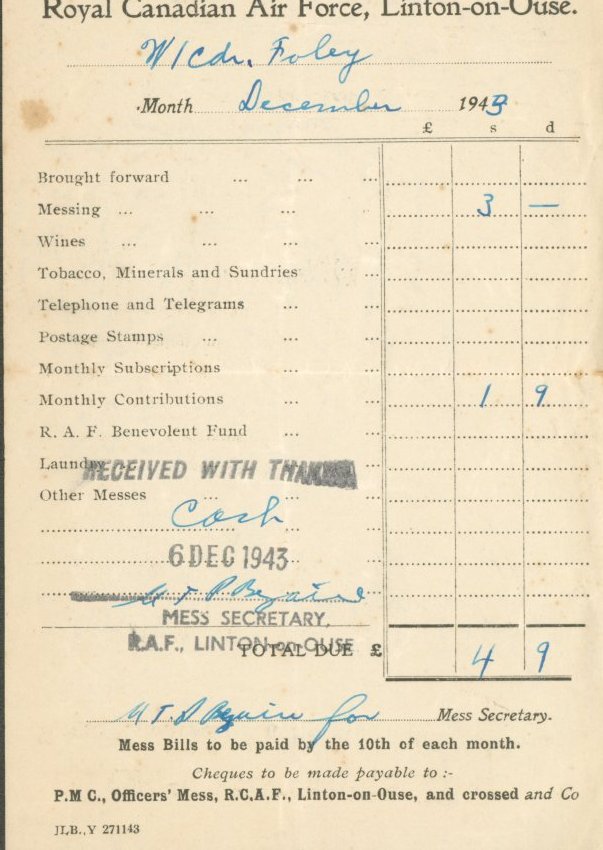 Royal Canadian Air Force, Linton-on-Ouse.
W/Cdr. Foley
Month December 1943
£ s d
Brought forward ... ... ...
Messing ... ... ... 3 —
Wines ... ... ... ...
Tobacco, Minerals and Sundries ...
Telephone and Telegrams ... ...
Postage Stamps ... ... ...
Monthly Subscriptions ... ...
Monthly Contributions ... ... 1 9
R. A. F. Benevolent Fund ... ...
Laundry
RECEIVED WITH THANKS
Other Messes ... ... ...
Cash
6 DEC 1943
MESS SECRETARY,
R.A.F., LINTON-on-OUSE
TOTAL DUE £ 4 9
for Mess Secretary.
Mess Bills to be paid by the 10th of each month.
Cheques to be made payable to :-
P.M C., Officers' Mess, R.C.A.F., Linton-on-Ouse, and crossed and Co
JLB.,Y 271143